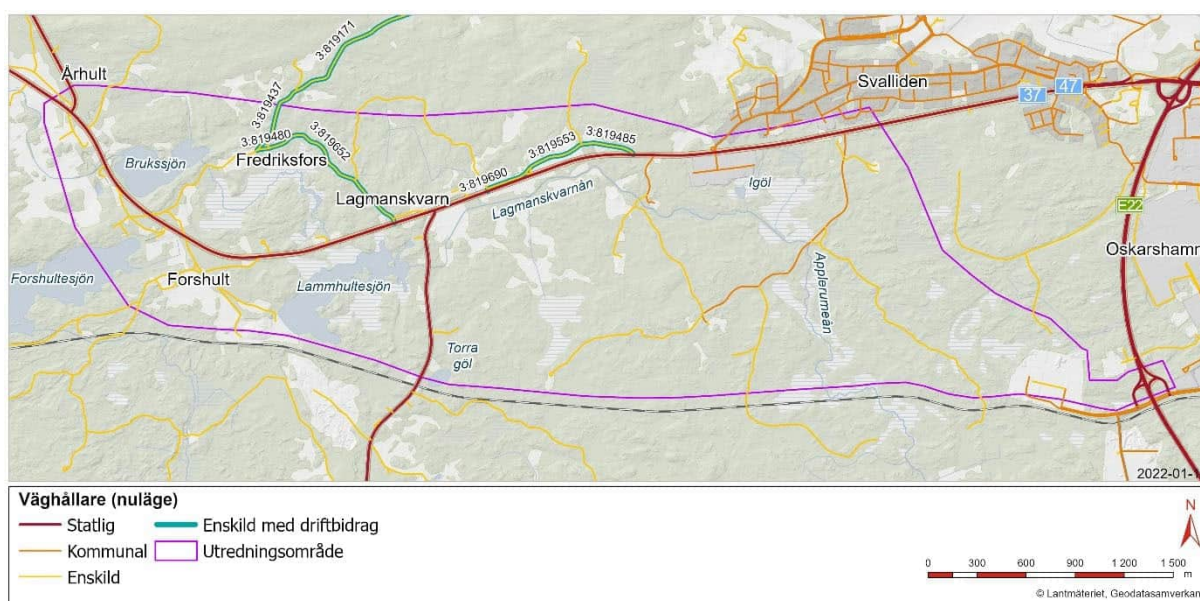 Århult
3:819171
3:819437
3:819480
3:819652
Fredriksfors
Brukssjön
Lagmanskvarn
3:819690
3:819553
3:819485
Lagmanskvarnån
Svalliden
37
47
E22
Igöl
Oskarshamn
Applerumeån
Forshultesjön
Forshult
Lammhultesjön
Torra
göl
2022-01-1
Väghållare (nuläge)
Statlig
Enskild med driftbidrag
Kommunal
Utredningsområde
Enskild
N
0 300 600 900 1 200 1 500
m
© Lantmäteriet, Geodatasamverkan